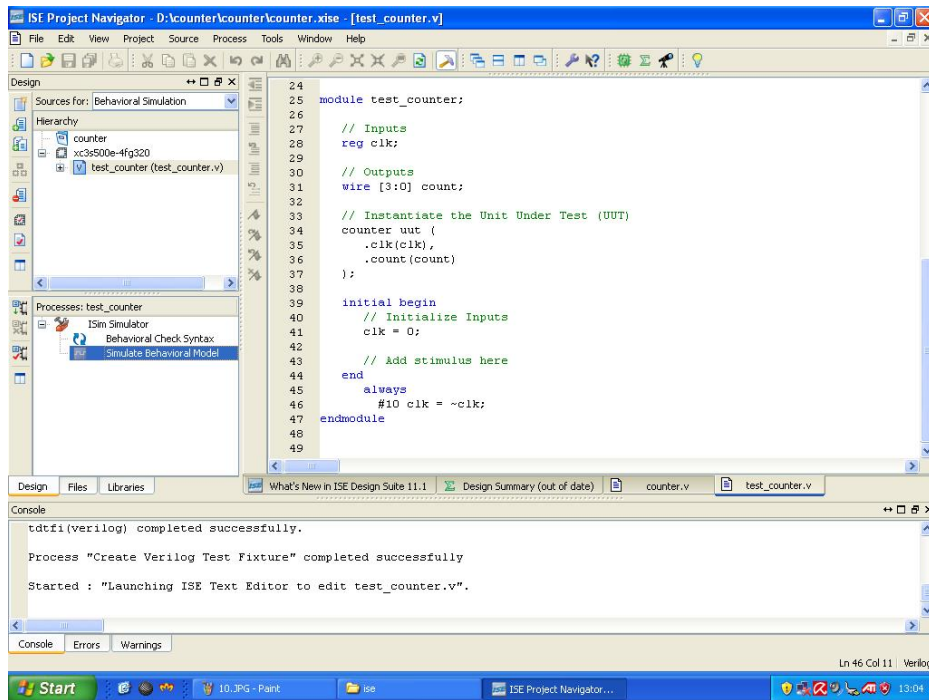 ISE Project Navigator - D:\counter\counter\counter.xise - [test_counter.v]
File Edit View Project Source Process Tools Window Help
Design
Sources for: Behavioral Simulation
Hierarchy
counter
xc3s500e-4fg320
test_counter (test_counter.v)
Processes: test_counter
ISim Simulator
Behavioral Check Syntax
Simulate Behavioral Model
Design Files Libraries
24
25 module test_counter;
26
27 // Inputs
28 reg clk;
29
30 // Outputs
31 wire [3:0] count;
32
33 // Instantiate the Unit Under Test (UUT)
34 counter uut (
35 .clk(clk),
36 .count(count)
37 );
38
39 initial begin
40 // Initialize Inputs
41 clk = 0;
42
43 // Add stimulus here
44 end
45 always
46 #10 clk = ~clk;
47 endmodule
48
49
What's New in ISE Design Suite 11.1 Design Summary (out of date) counter.v test_counter.v
Console
tdtfi(verilog) completed successfully.
Process "Create Verilog Test Fixture" completed successfully
Started : "Launching ISE Text Editor to edit test_counter.v".
Console Errors Warnings
Ln 46 Col 11 Verilog
Start 10.JPG - Paint ise ISE Project Navigator... 13:04